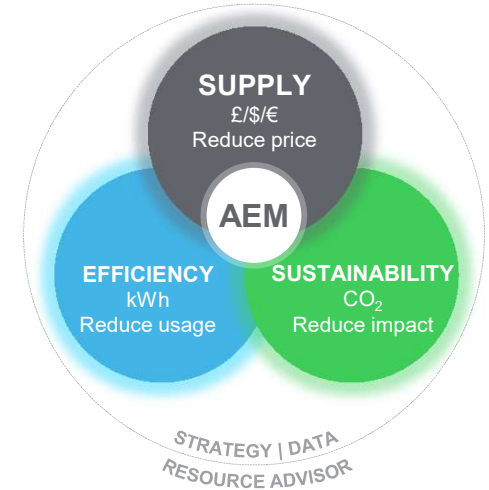 SUPPLY
£/$/€
Reduce price
AEM
EFFICIENCY
kWh
Reduce usage
SUSTAINABILITY
CO₂
Reduce impact
STRATEGY | DATA
RESOURCE ADVISOR